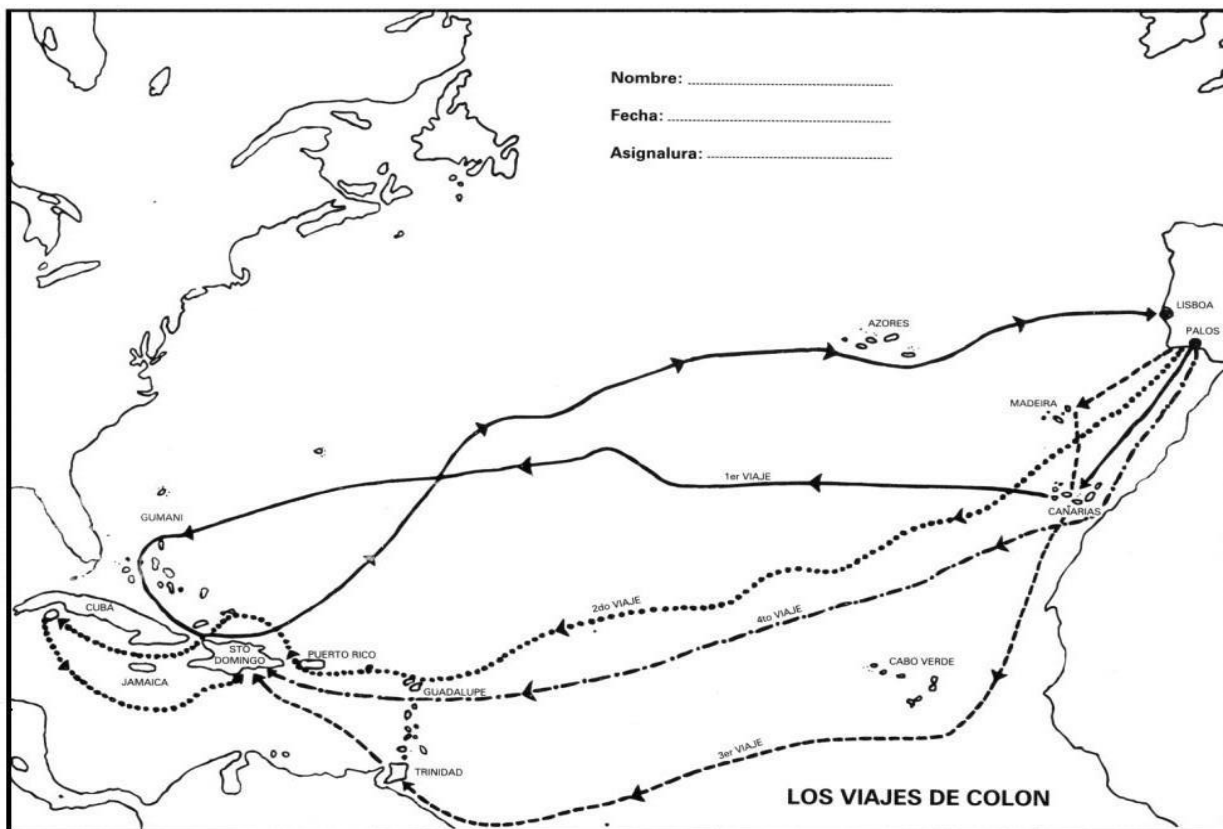 Nombre:
Fecha:
Asignalura:
LISBOA
AZORES
PALOS
MADEIRA
1er VIAJE
CANARIAS
GUMANI
CUBA
2do VIAJE
4to VIAJE
STO
DOMINGO
PUERTO RICO
CABO VERDE
JAMAICA
GUADALUPE
3er VIAJE
TRINIDAD
LOS VIAJES DE COLON